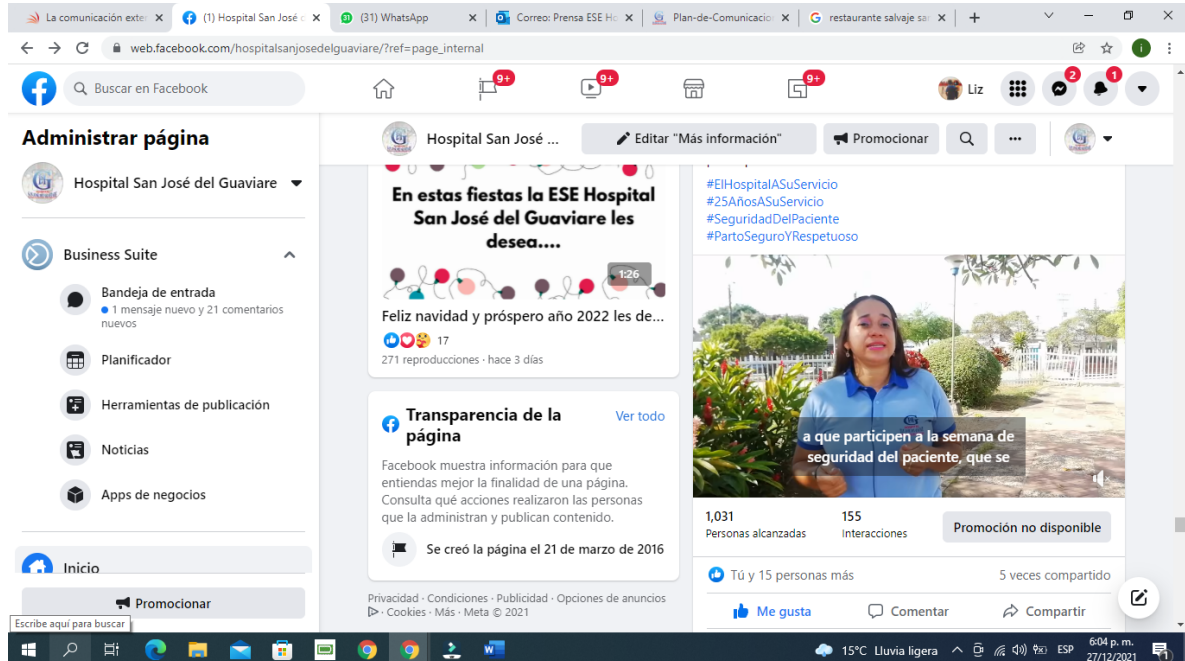 La comunicación exter
(1) Hospital San José d
(31) WhatsApp
Correo: Prensa ESE Ho
Plan-de-Comunicacion
restaurante salvaje sa
web.facebook.com/hospitalsanjosedelguaviare/?ref=page_internal
i
Buscar en Facebook
9+
9+
9+
Liz
2
1
Administrar página
Hospital San José del Guaviare
Business Suite
Bandeja de entrada
1 mensaje nuevo y 21 comentarios
nuevos
Planificador
Herramientas de publicación
Noticias
Apps de negocios
Inicio
Promocionar
Escribe aquí para buscar
Hospital San José ...
Editar "Más información"
Promocionar
En estas fiestas la ESE Hospital
San José del Guaviare les
desea....
1:26
Feliz navidad y próspero año 2022 les de...
17
271 reproducciones · hace 3 días
Transparencia de la
página
Ver todo
Facebook muestra información para que
entiendas mejor la finalidad de una página.
Consulta qué acciones realizaron las personas
que la administran y publican contenido.
Se creó la página el 21 de marzo de 2016
Privacidad · Condiciones · Publicidad · Opciones de anuncios
· Cookies · Más · Meta © 2021
#ElHospitalASuServicio
#25AñosASuServicio
#SeguridadDelPaciente
#PartoSeguroYRespetuoso
a que participen a la semana de
seguridad del paciente, que se
1,031
Personas alcanzadas
155
Interacciones
Promoción no disponible
Tú y 15 personas más
5 veces compartido
Me gusta
Comentar
Compartir
15°C Lluvia ligera
ESP
6:04 p. m.
27/12/2021